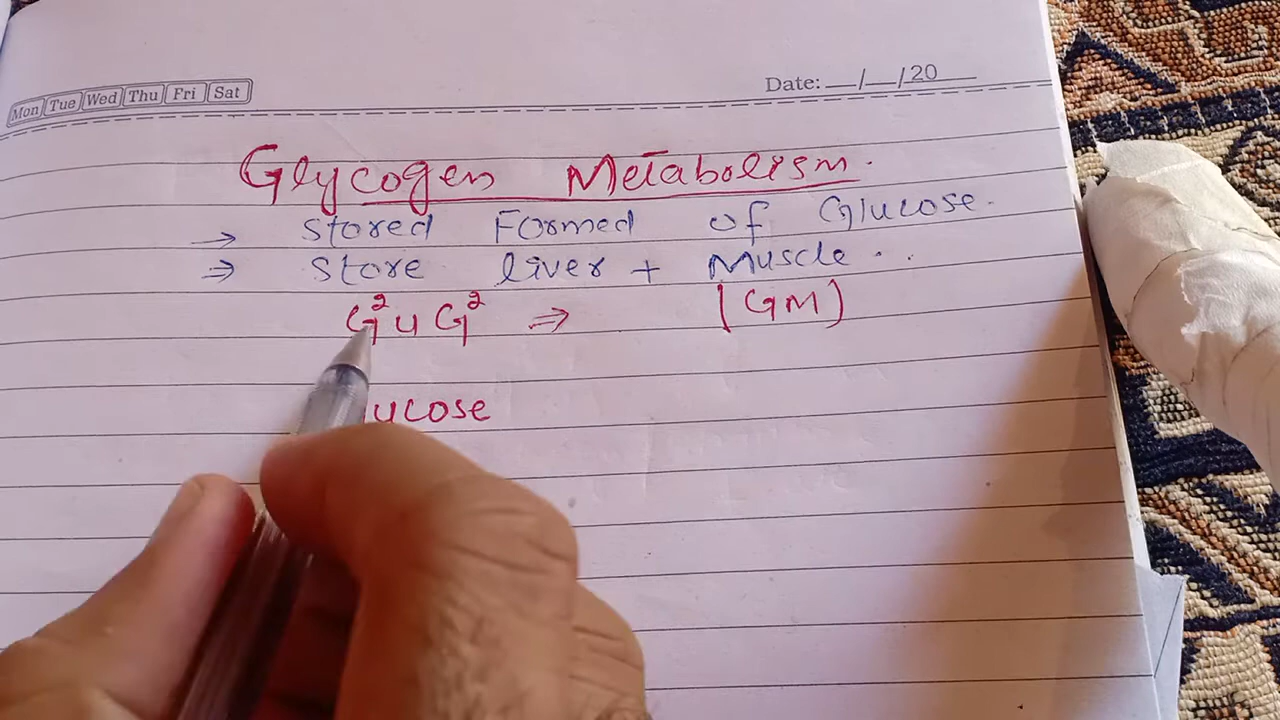 Mon Tue Wed Thu Fri Sat
Date: __/__/20
Glycogen Metabolism.
→ Stored Formed of Glucose.
⇒ Store liver + Muscle..
G²uG² ⇒ [GM)
ucose